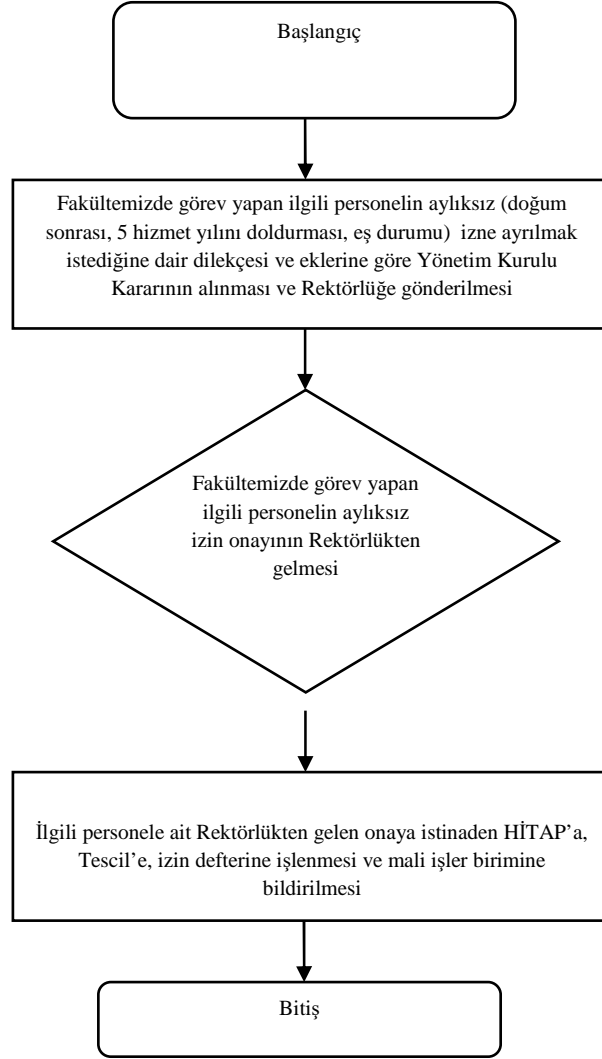 Başlangıç
Fakültemizde görev yapan ilgili personelin aylıksız (doğum
sonrası, 5 hizmet yılını doldurması, eş durumu) izne ayrılmak
istediğine dair dilekçesi ve eklerine göre Yönetim Kurulu
Kararının alınması ve Rektörlüğe gönderilmesi
Fakültemizde görev yapan
ilgili personelin aylıksız
izin onayının Rektörlükten
gelmesi
İlgili personele ait Rektörlükten gelen onaya istinaden HİTAP’a,
Tescil’e, izin defterine işlenmesi ve mali işler birimine
bildirilmesi
Bitiş